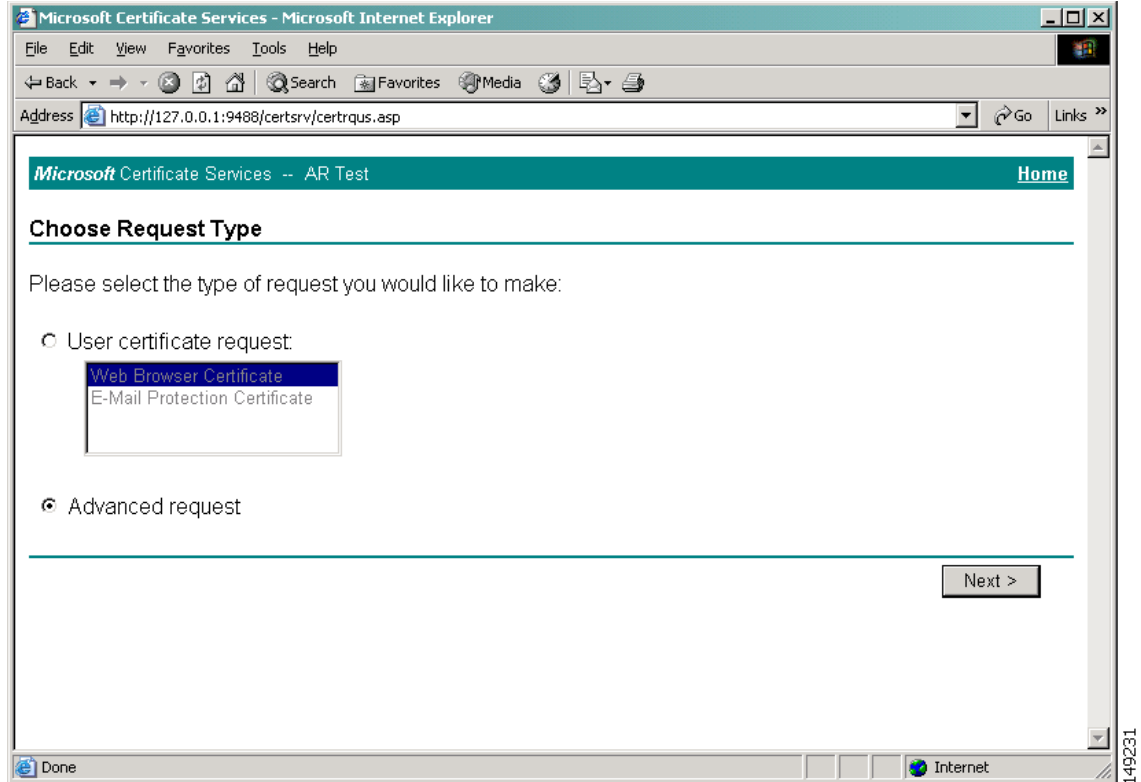 Microsoft Certificate Services - Microsoft Internet Explorer
File Edit View Favorites Tools Help
Back Search Favorites Media
Address http://127.0.0.1:9488/certsrv/certrqus.asp Go Links »
Microsoft Certificate Services -- AR Test Home
Choose Request Type
Please select the type of request you would like to make:
User certificate request:
Web Browser Certificate
E-Mail Protection Certificate
Advanced request
Next >
Done Internet
149231